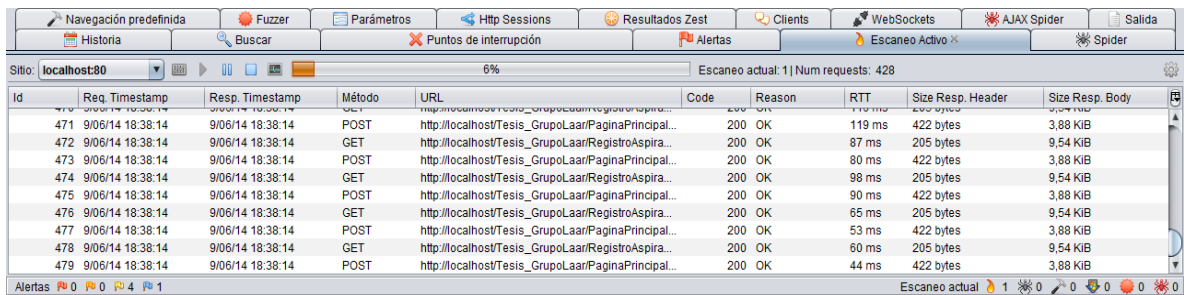 Navegación predefinida Fuzzer Parámetros Http Sessions Resultados Zest Clients WebSockets AJAX Spider Salida
Historia Buscar Puntos de interrupción Alertas Escaneo Activo Spider
Sitio: localhost:80 6% Escaneo actual: 1| Num requests: 428
Id Req. Timestamp Resp. Timestamp Método URL Code Reason RTT Size Resp. Header Size Resp. Body
471 9/06/14 18:38:14 9/06/14 18:38:14 POST http://localhost/Tesis_GrupoLaar/PaginaPrincipal... 200 OK 119 ms 422 bytes 3,88 KiB
472 9/06/14 18:38:14 9/06/14 18:38:14 GET http://localhost/Tesis_GrupoLaar/RegistroAspira... 200 OK 87 ms 205 bytes 9,54 KiB
473 9/06/14 18:38:14 9/06/14 18:38:14 POST http://localhost/Tesis_GrupoLaar/PaginaPrincipal... 200 OK 80 ms 422 bytes 3,88 KiB
474 9/06/14 18:38:14 9/06/14 18:38:14 GET http://localhost/Tesis_GrupoLaar/RegistroAspira... 200 OK 98 ms 205 bytes 9,54 KiB
475 9/06/14 18:38:14 9/06/14 18:38:14 POST http://localhost/Tesis_GrupoLaar/PaginaPrincipal... 200 OK 90 ms 422 bytes 3,88 KiB
476 9/06/14 18:38:14 9/06/14 18:38:14 GET http://localhost/Tesis_GrupoLaar/RegistroAspira... 200 OK 65 ms 205 bytes 9,54 KiB
477 9/06/14 18:38:14 9/06/14 18:38:14 POST http://localhost/Tesis_GrupoLaar/PaginaPrincipal... 200 OK 53 ms 422 bytes 3,88 KiB
478 9/06/14 18:38:14 9/06/14 18:38:14 GET http://localhost/Tesis_GrupoLaar/RegistroAspira... 200 OK 60 ms 205 bytes 9,54 KiB
479 9/06/14 18:38:14 9/06/14 18:38:14 POST http://localhost/Tesis_GrupoLaar/PaginaPrincipal... 200 OK 44 ms 422 bytes 3,88 KiB
Alertas 0 0 4 1 Escaneo actual 1 0 0 0 0 0